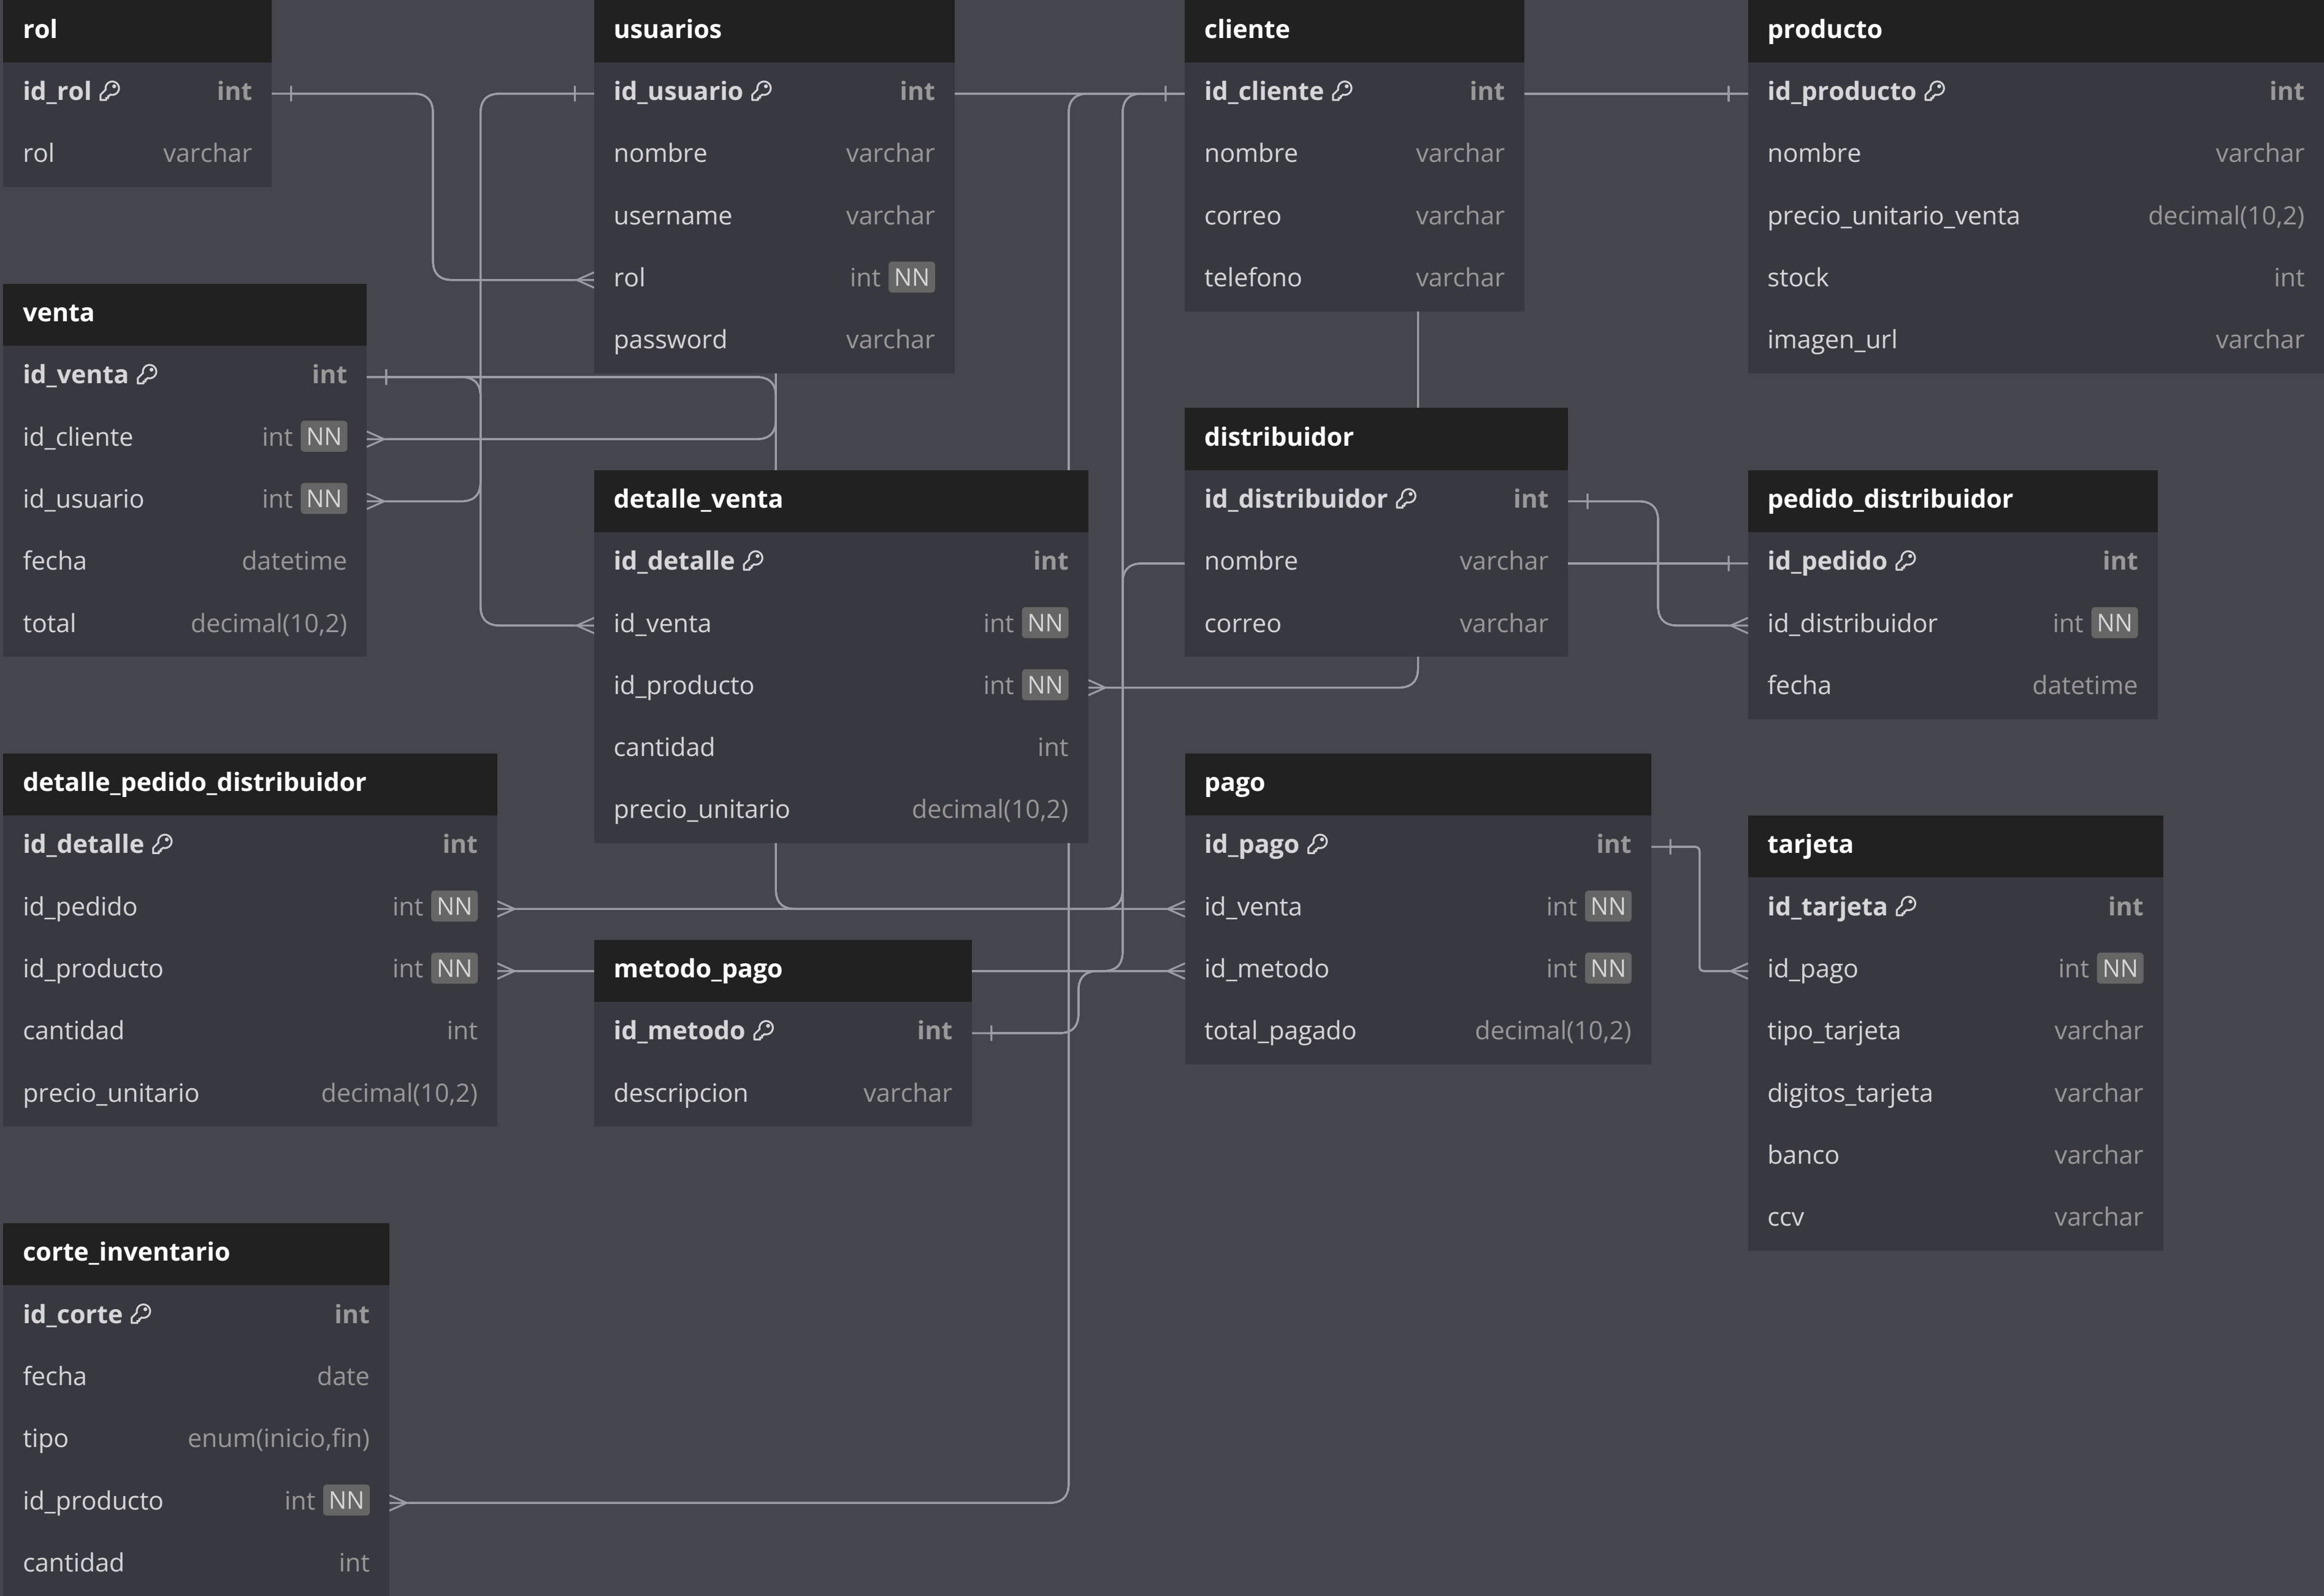 rol
id_rol int
rol varchar
usuarios
id_usuario int
nombre varchar
username varchar
rol int NN
password varchar
cliente
id_cliente int
nombre varchar
correo varchar
telefono varchar
producto
id_producto int
nombre varchar
precio_unitario_venta decimal(10,2)
stock int
imagen_url varchar
venta
id_venta int
id_cliente int NN
id_usuario int NN
fecha datetime
total decimal(10,2)
detalle_venta
id_detalle int
id_venta int NN
id_producto int NN
cantidad int
precio_unitario decimal(10,2)
distribuidor
id_distribuidor int
nombre varchar
correo varchar
pedido_distribuidor
id_pedido int
id_distribuidor int NN
fecha datetime
detalle_pedido_distribuidor
id_detalle int
id_pedido int NN
id_producto int NN
cantidad int
precio_unitario decimal(10,2)
metodo_pago
id_metodo int
descripcion varchar
pago
id_pago int
id_venta int NN
id_metodo int NN
total_pagado decimal(10,2)
tarjeta
id_tarjeta int
id_pago int NN
tipo_tarjeta varchar
digitos_tarjeta varchar
banco varchar
ccv varchar
corte_inventario
id_corte int
fecha date
tipo enum(inicio,fin)
id_producto int NN
cantidad int